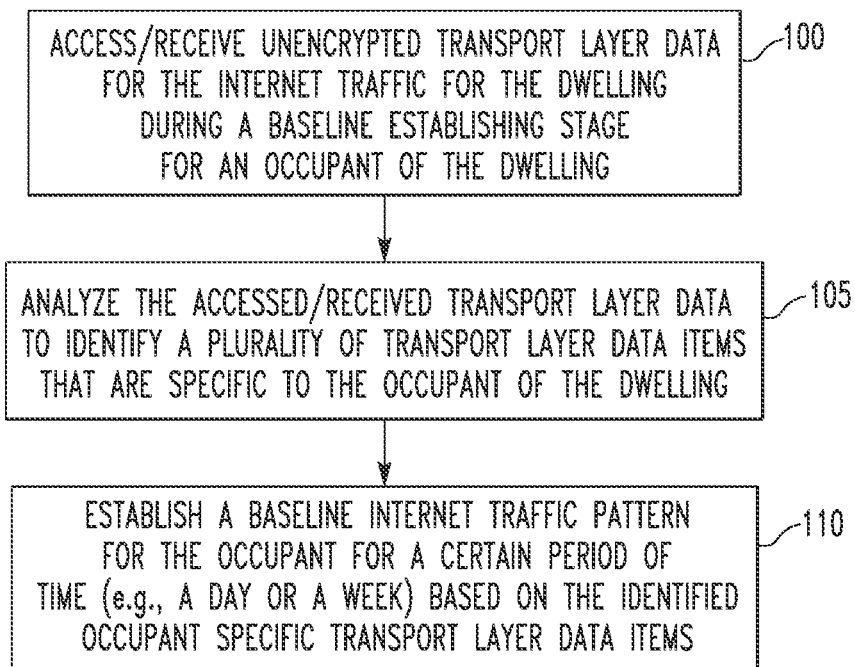 ACCESS/RECEIVE UNENCRYPTED TRANSPORT LAYER DATA
FOR THE INTERNET TRAFFIC FOR THE DWELLING
DURING A BASELINE ESTABLISHING STAGE
FOR AN OCCUPANT OF THE DWELLING
100
ANALYZE THE ACCESSED/RECEIVED TRANSPORT LAYER DATA
TO IDENTIFY A PLURALITY OF TRANSPORT LAYER DATA ITEMS
THAT ARE SPECIFIC TO THE OCCUPANT OF THE DWELLING
105
ESTABLISH A BASELINE INTERNET TRAFFIC PATTERN
FOR THE OCCUPANT FOR A CERTAIN PERIOD OF
TIME (e.g., A DAY OR A WEEK) BASED ON THE IDENTIFIED
OCCUPANT SPECIFIC TRANSPORT LAYER DATA ITEMS
110